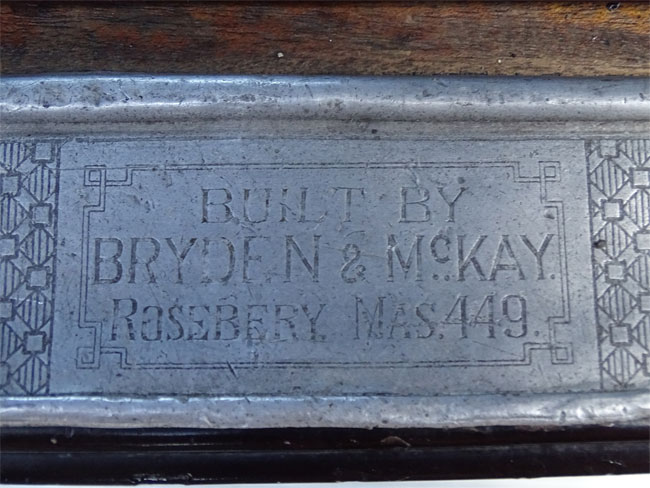 BUILT BY
BRYDEN & McKAY.
ROSEBERY. MAS. 449.